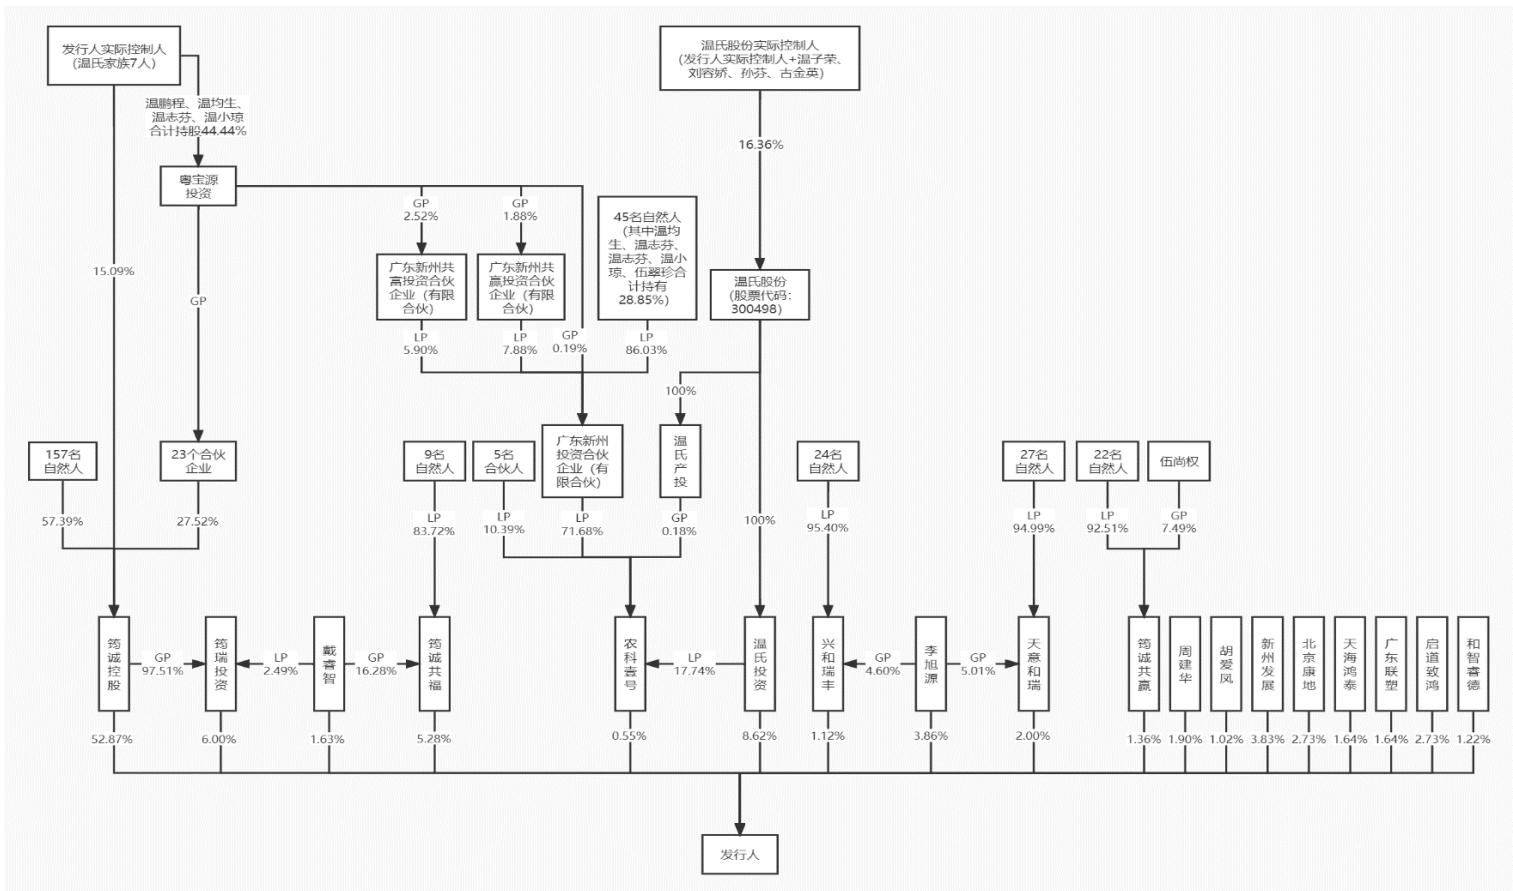 发行人实际控制人
(温氏家族7人)
温氏股份实际控制人
(发行人实际控制人+温子荣、
刘容娇、孙芬、古金英)
温鹏程、温均生、
温志芬、温小琼
合计持股44.44%
16.36%
粤宝源
投资
GP
2.52%
GP
1.88%
45名自然人
(其中温均
生、温志芬、
温志芬、温小
琼、伍翠珍合
计持有
28.85%)
15.09%
GP
广东新州共
富投资合伙
企业(有限
合伙)
广东新州共
赢投资合伙
企业(有限
合伙)
温氏股份
(股票代码:
300498)
LP
5.90%
LP
7.88%
GP
0.19%
LP
86.03%
100%
157名
自然人
23个合伙
企业
9名
自然人
5名
合伙人
广东新州
投资合伙
企业(有
限合伙)
温氏产投
24名
自然人
27名
自然人
22名
自然人
伍尚权
57.39%
27.52%
LP
83.72%
LP
10.39%
LP
71.68%
GP
0.18%
100%
LP
95.40%
LP
94.99%
LP
92.51%
GP
7.49%
筠诚控股
GP
97.51%
筠瑞投资
LP
2.49%
戴睿智
GP
16.28%
筠诚共福
农科壹号
LP
17.74%
温氏投资
兴和瑞丰
GP
4.60%
李旭源
GP
5.01%
天意和瑞
筠诚共赢
周建华
胡爱凤
新州发展
北京康地
天海鸿泰
广东联塑
启道致鸿
和智睿德
52.87%
6.00%
1.63%
5.28%
0.55%
8.62%
1.12%
3.86%
2.00%
1.36%
1.90%
1.02%
3.83%
2.73%
1.64%
1.64%
2.73%
1.22%
发行人